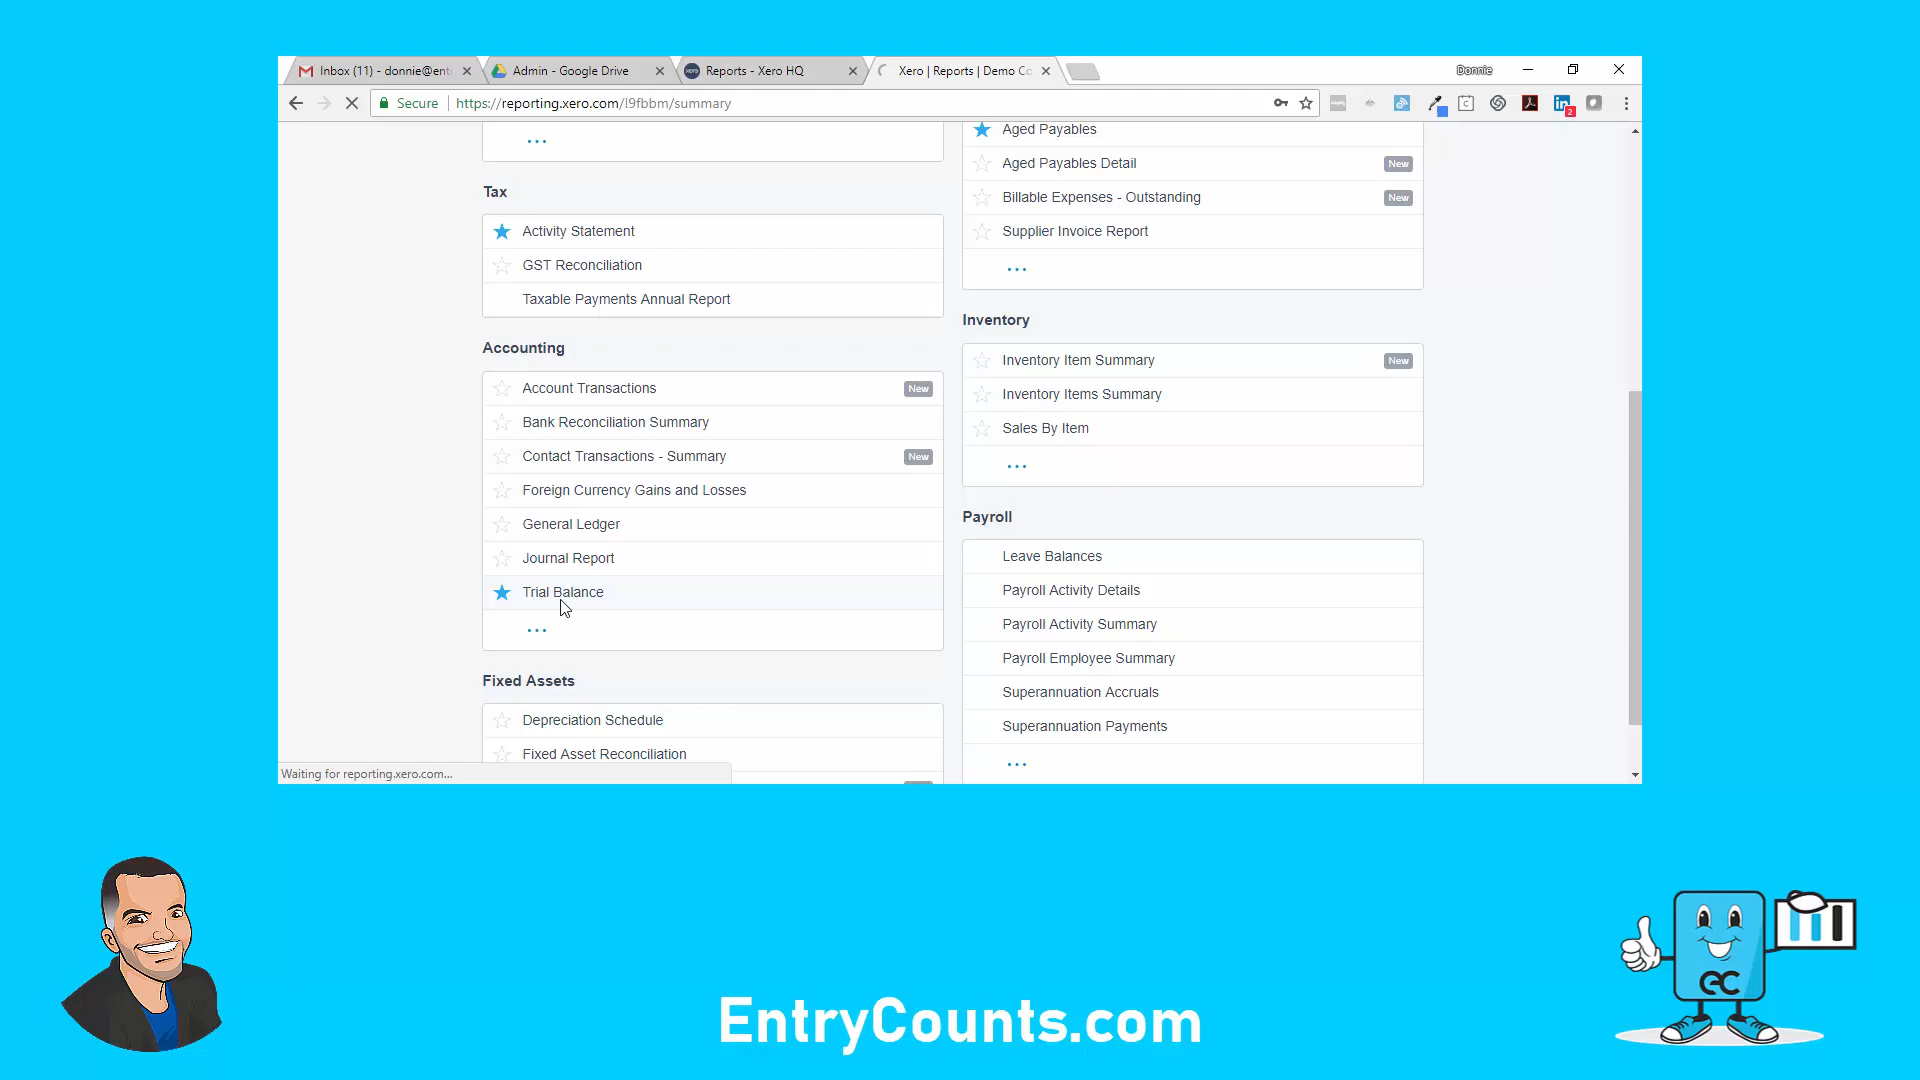 Inbox (11) - donnie@ent
Admin - Google Drive
xero
Reports - Xero HQ
Xero | Reports | Demo Co
Donnie
Secure
https://reporting.xero.com/!9fbbm/summary
2
...
Tax
Activity Statement
GST Reconciliation
Taxable Payments Annual Report
Accounting
Account Transactions New
Bank Reconciliation Summary
Contact Transactions - Summary New
Foreign Currency Gains and Losses
General Ledger
Journal Report
Trial Balance
...
Fixed Assets
Depreciation Schedule
Fixed Asset Reconciliation
Aged Payables
Aged Payables Detail New
Billable Expenses - Outstanding New
Supplier Invoice Report
...
Inventory
Inventory Item Summary New
Inventory Items Summary
Sales By Item
...
Payroll
Leave Balances
Payroll Activity Details
Payroll Activity Summary
Payroll Employee Summary
Superannuation Accruals
Superannuation Payments
...
Waiting for reporting.xero.com...
ec
EntryCounts.com